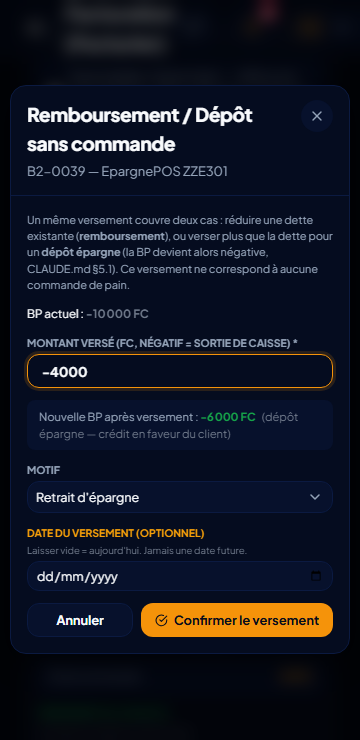 Remboursement / Dépôt
sans commande
B2-0039 — EpargnePOS ZZE301
Un même versement couvre deux cas : réduire une dette
existante (remboursement), ou verser plus que la dette pour
un dépôt épargne (la BP devient alors négative,
CLAUDE.md §5.1). Ce versement ne correspond à aucune
commande de pain.
BP actuel : -10 000 FC
MONTANT VERSÉ (FC, NÉGATIF = SORTIE DE CAISSE) *
-4000
Nouvelle BP après versement : -6 000 FC (dépôt
épargne — crédit en faveur du client)
MOTIF
Retrait d'épargne
DATE DU VERSEMENT (OPTIONNEL)
Laisser vide = aujourd'hui. Jamais une date future.
dd/mm/yyyy
Annuler
Confirmer le versement